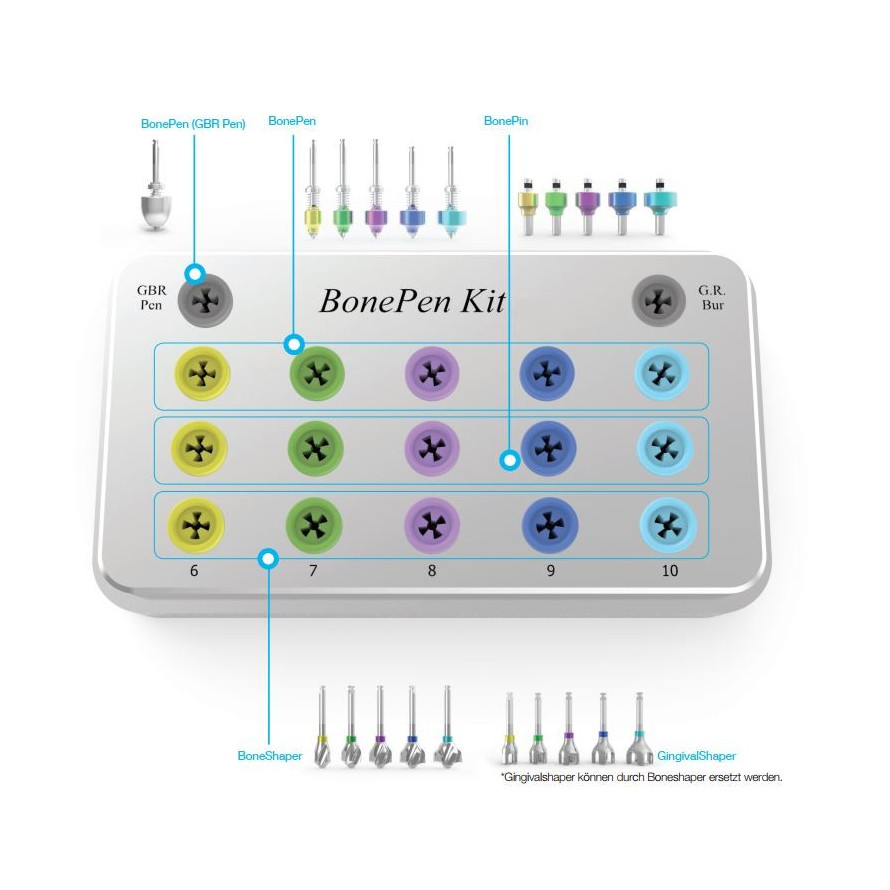 BonePen (GBR Pen)
BonePen
BonePin
GBR
Pen
BonePen Kit
G.R.
Bur
6 7 8 9 10
BoneShaper
GingivalShaper
*Gingivalshaper können durch Boneshaper ersetzt werden.